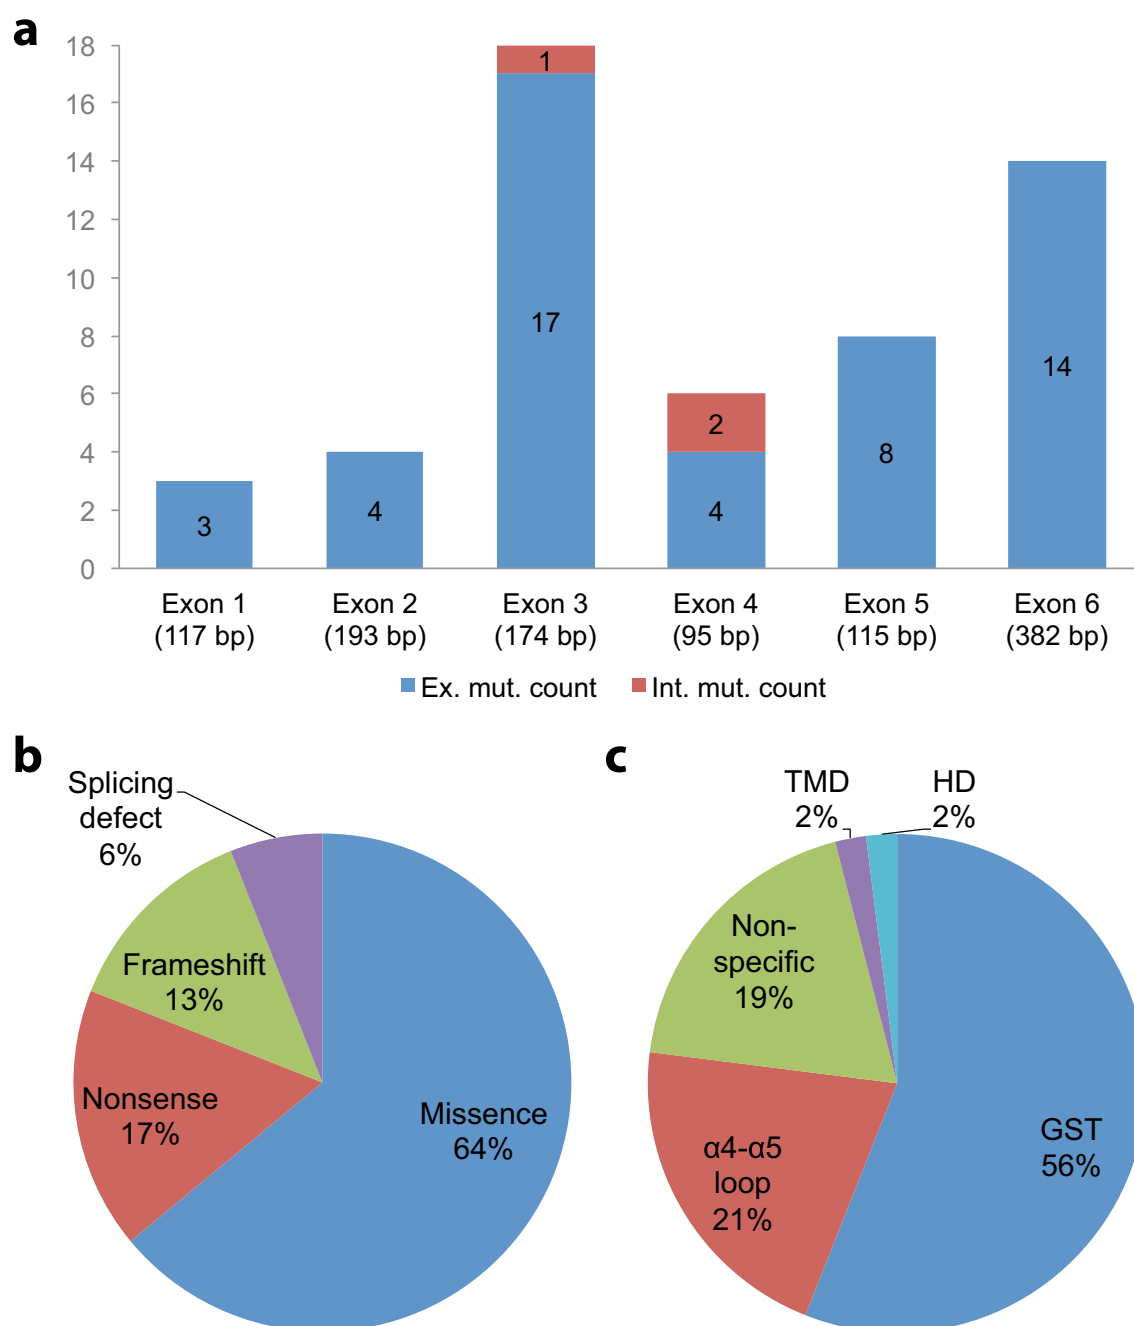 a
18
16
14
12
10
8
6
4
2
0
3
4
1
17
2
4
8
14
Exon 1
(117 bp)
Exon 2
(193 bp)
Exon 3
(174 bp)
Exon 4
(95 bp)
Exon 5
(115 bp)
Exon 6
(382 bp)
Ex. mut. count
Int. mut. count
b
Splicing
defect
6%
Frameshift
13%
Nonsense
17%
Missence
64%
c
TMD
2%
HD
2%
Non-
specific
19%
α4-α5
loop
21%
GST
56%